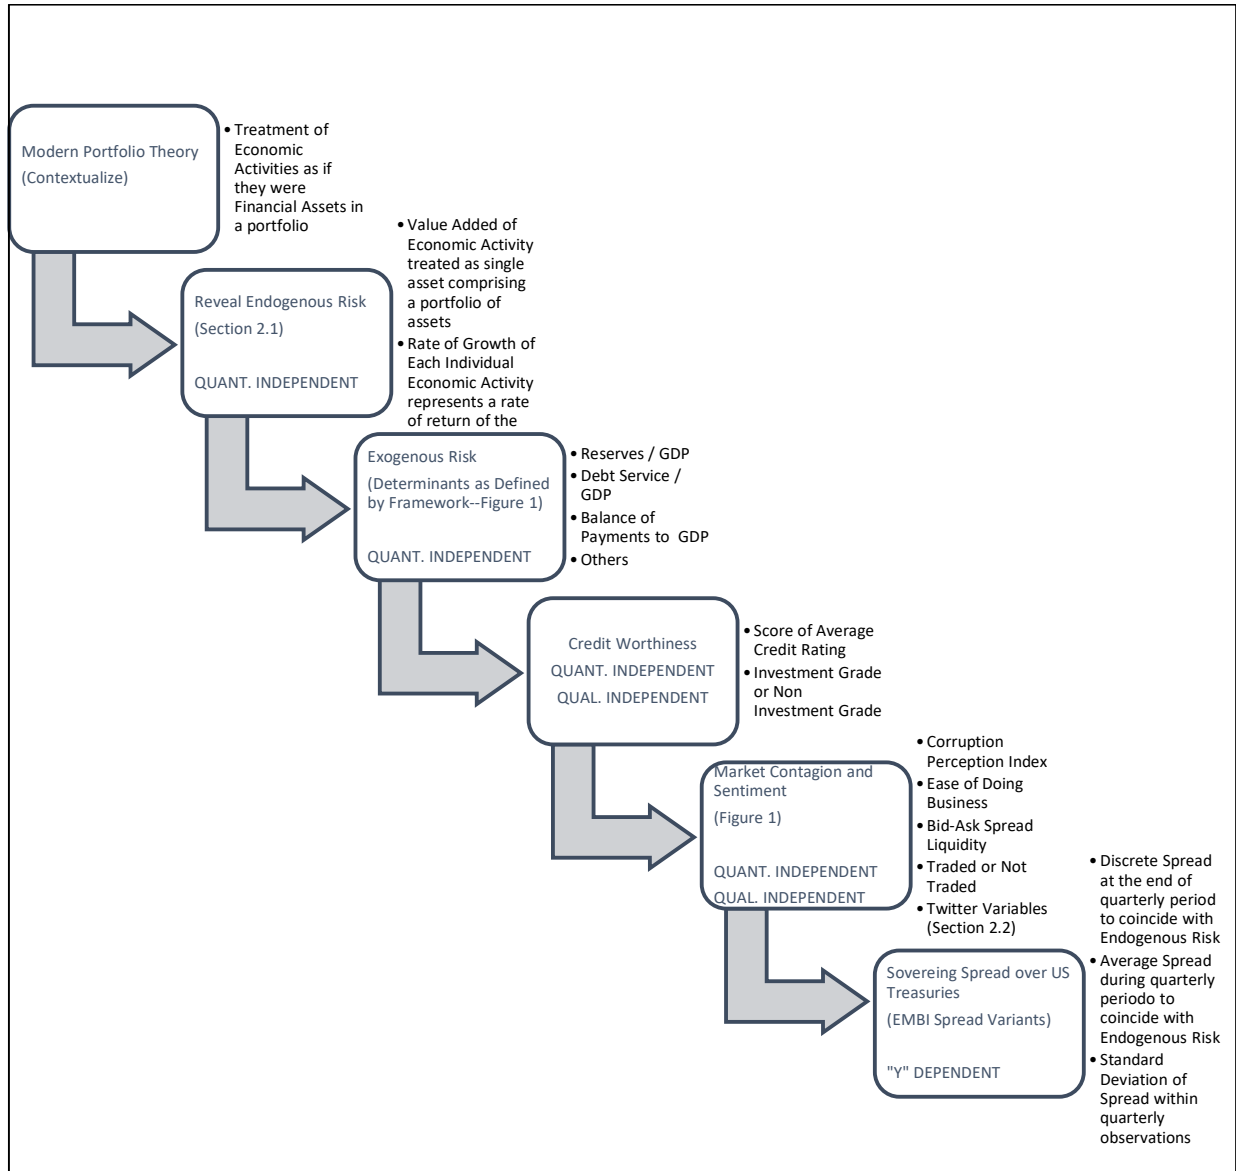 Modern Portfolio Theory
(Contextualize)
• Treatment of
Economic
Activities as if
they were
Financial Assets in
a portfolio
Reveal Endogenous Risk
(Section 2.1)
QUANT. INDEPENDENT
• Value Added of
Economic Activity
treated as single
asset comprising
a portfolio of
assets
• Rate of Growth of
Each Individual
Economic Activity
represents a rate
of return of the
Exogenous Risk
(Determinants as Defined
by Framework--Figure 1)
QUANT. INDEPENDENT
• Reserves / GDP
• Debt Service /
GDP
• Balance of
Payments to GDP
• Others
Credit Worthiness
QUANT. INDEPENDENT
QUAL. INDEPENDENT
• Score of Average
Credit Rating
• Investment Grade
or Non
Investment Grade
Market Contagion and
Sentiment
(Figure 1)
QUANT. INDEPENDENT
QUAL. INDEPENDENT
• Corruption
Perception Index
• Ease of Doing
Business
• Bid-Ask Spread
Liquidity
• Traded or Not
Traded
• Twitter Variables
(Section 2.2)
Sovereing Spread over US
Treasuries
(EMBI Spread Variants)
"Y" DEPENDENT
• Discrete Spread
at the end of
quarterly period
to coincide with
Endogenous Risk
• Average Spread
during quarterly
periodo to
coincide with
Endogenous Risk
• Standard
Deviation of
Spread within
quarterly
observations